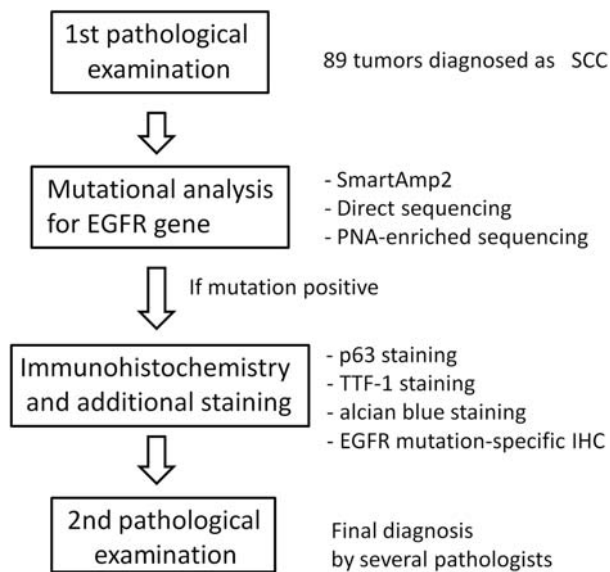 1st pathological
examination
89 tumors diagnosed as SCC
Mutational analysis
for EGFR gene
- SmartAmp2
- Direct sequencing
- PNA-enriched sequencing
If mutation positive
Immunohistochemistry
and additional staining
- p63 staining
- TTF-1 staining
- alcian blue staining
- EGFR mutation-specific IHC
2nd pathological
examination
Final diagnosis
by several pathologists